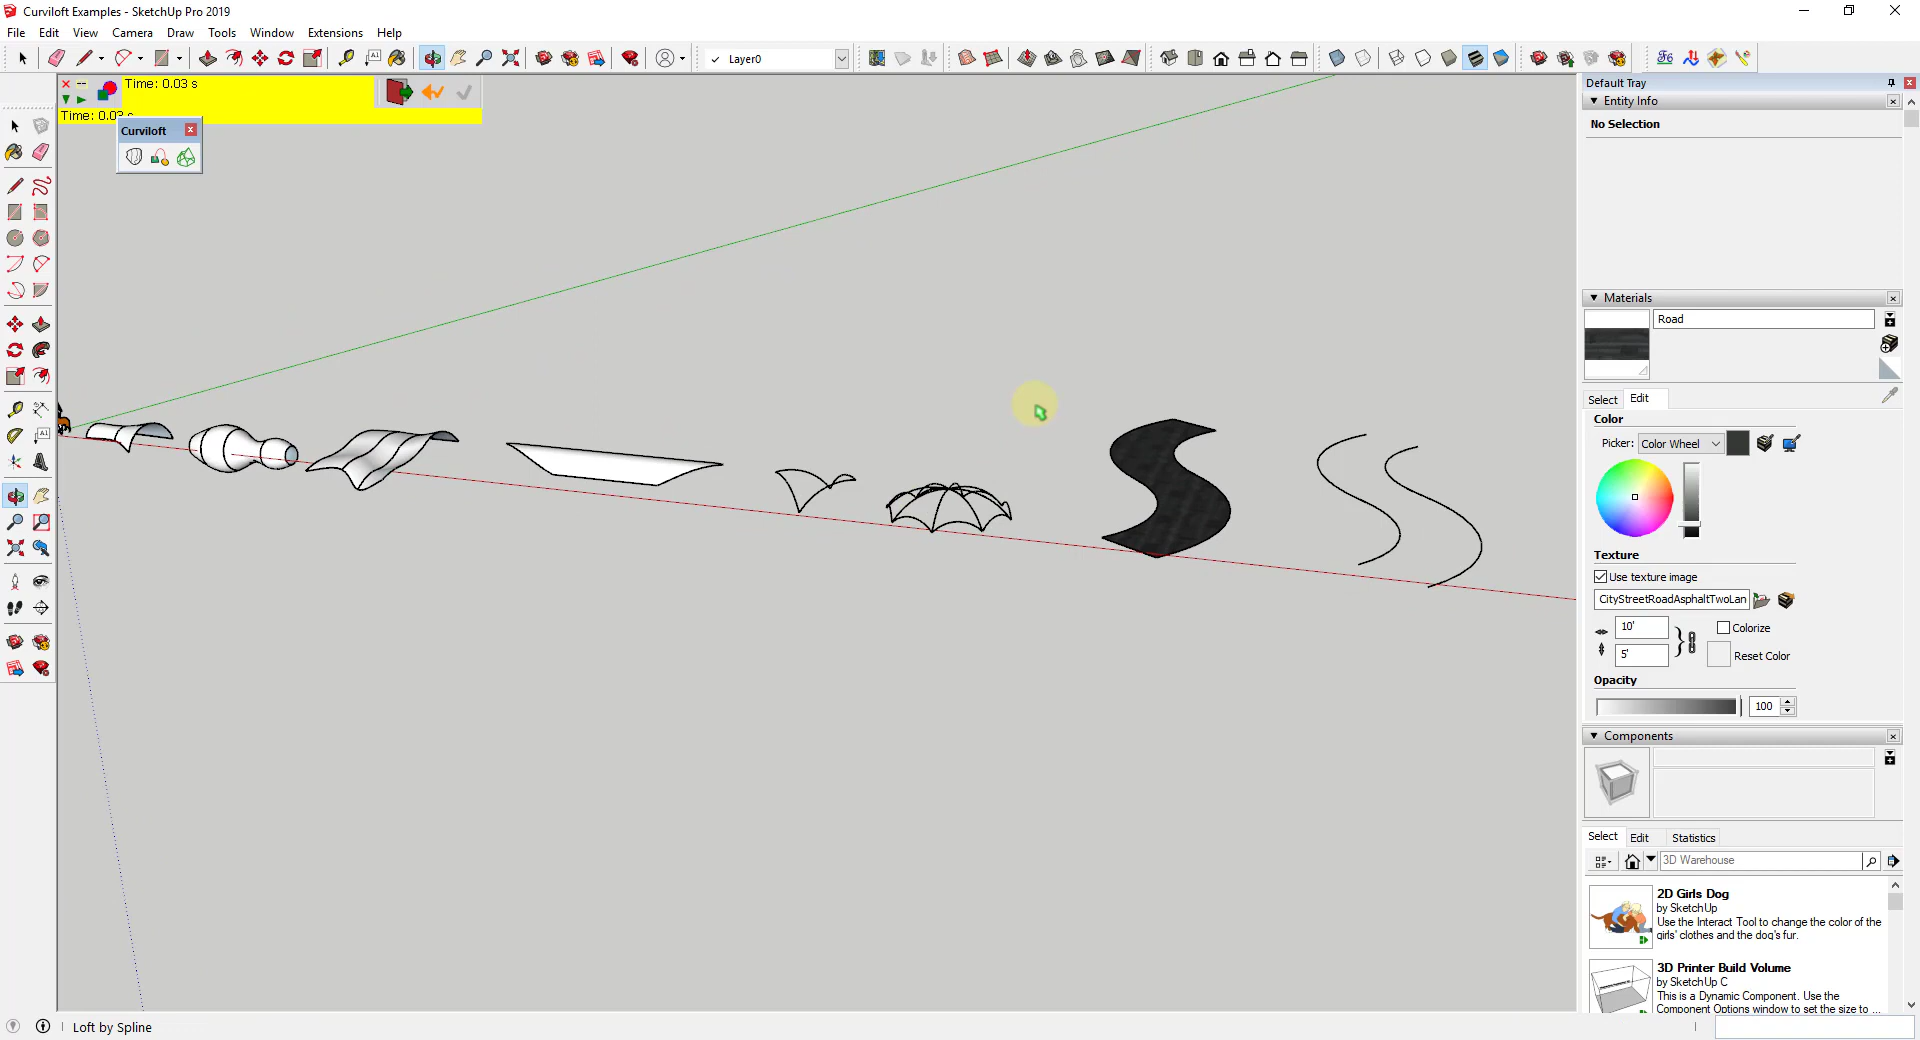 Curviloft Examples - SketchUp Pro 2019
File Edit View Camera Draw Tools Window Extensions Help
Layer0
Time: 0.03 s
Time: 0.03 s
Curviloft
Default Tray
Entity Info
No Selection
Materials
Road
Select Edit
Color
Picker: Color Wheel
Texture
Use texture image
CityStreetRoadAsphaltTwoLan
10'
Colorize
5'
Reset Color
Opacity
100
Components
Select Edit Statistics
3D Warehouse
2D Girls Dog
by SketchUp
Use the Interact Tool to change the color of the
girls' clothes and the dog's fur.
3D Printer Build Volume
by SketchUp C
This is a Dynamic Component. Use the
Component Options window to set the size to ...
Loft by Spline